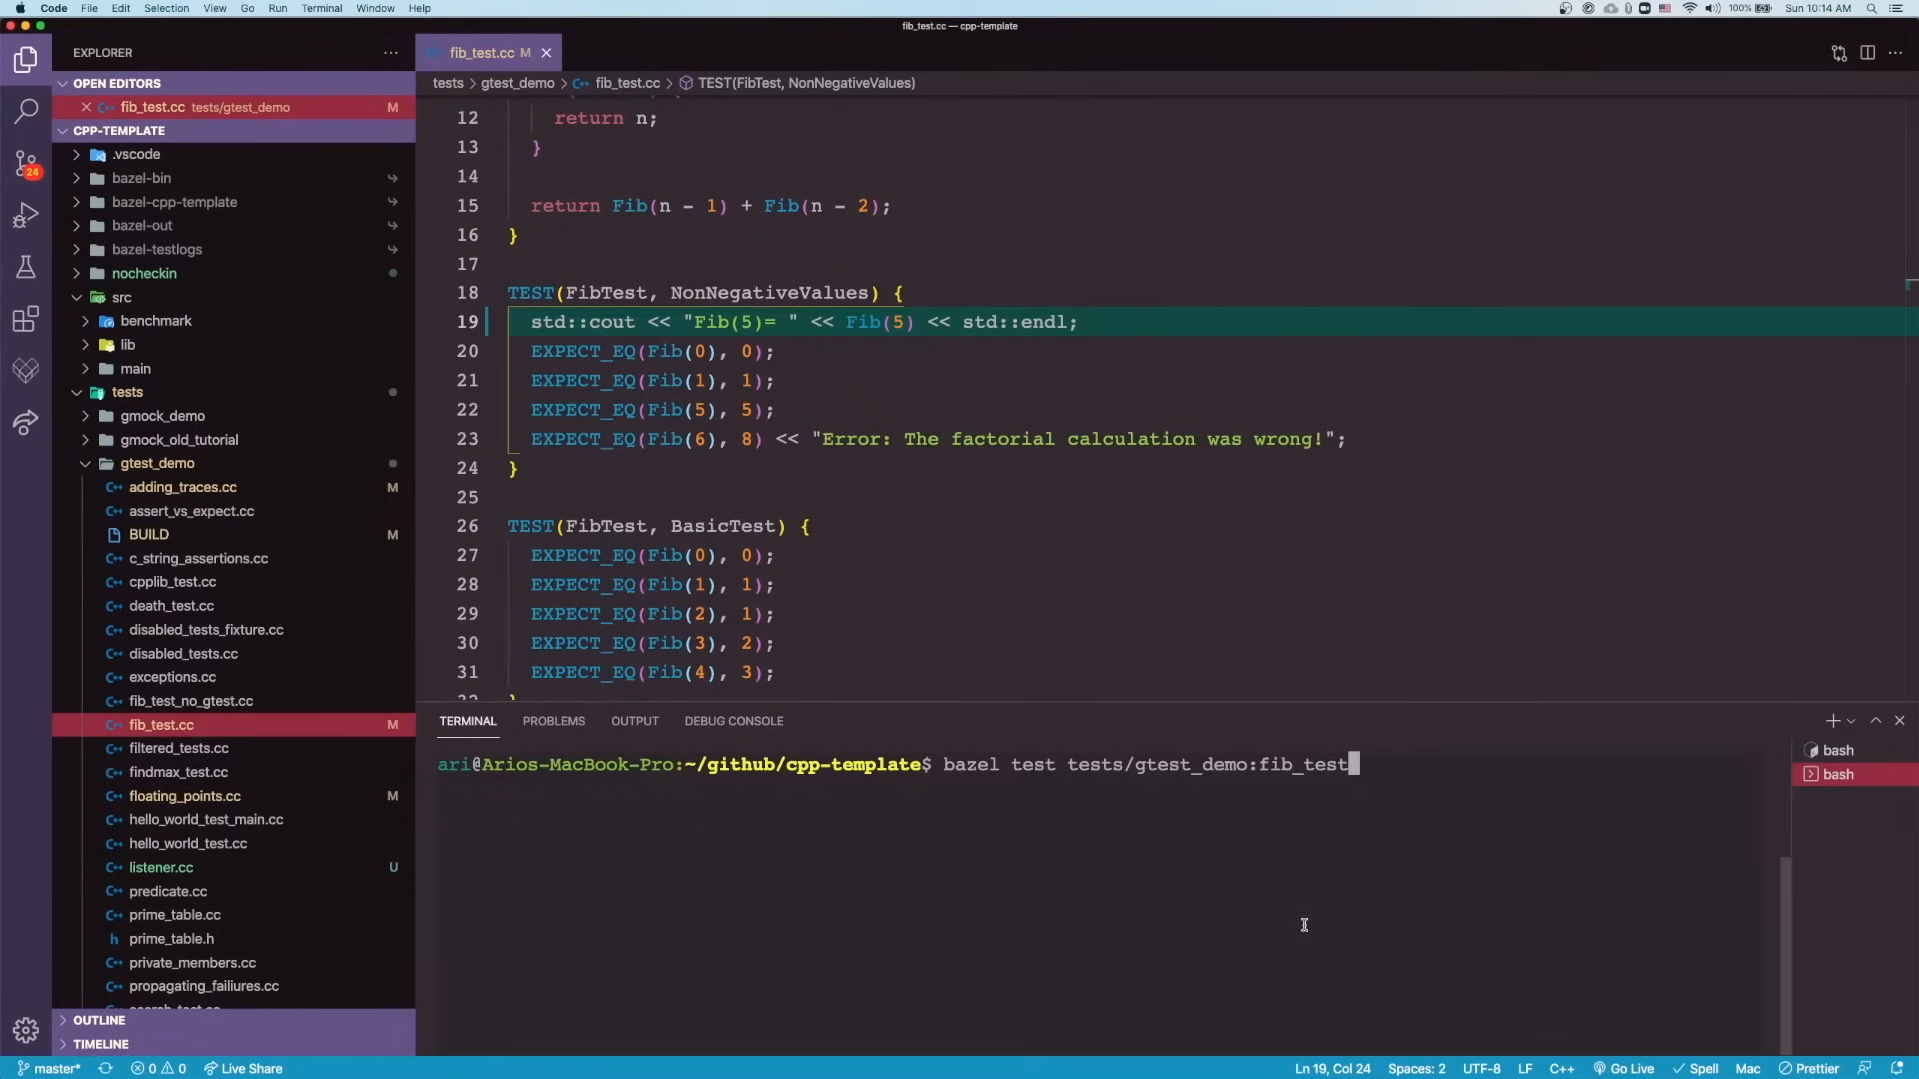 Code File Edit Selection View Go Run Terminal Window Help
100% Sun 10:14 AM
fib_test.cc — cpp-template
EXPLORER
OPEN EDITORS
fib_test.cc tests/gtest_demo M
CPP-TEMPLATE
.vscode
bazel-bin
bazel-cpp-template
bazel-out
bazel-testlogs
nocheckin
src
benchmark
lib
main
tests
gmock_demo
gmock_old_tutorial
gtest_demo
adding_traces.cc M
assert_vs_expect.cc
BUILD M
c_string_assertions.cc
cpplib_test.cc
death_test.cc
disabled_tests_fixture.cc
disabled_tests.cc
exceptions.cc
fib_test_no_gtest.cc
fib_test.cc M
filtered_tests.cc
findmax_test.cc
floating_points.cc M
hello_world_test_main.cc
hello_world_test.cc
listener.cc U
predicate.cc
prime_table.cc
prime_table.h
private_members.cc
propagating_failiures.cc
OUTLINE
TIMELINE
24
fib_test.cc M
tests > gtest_demo > fib_test.cc > TEST(FibTest, NonNegativeValues)
12 return n;
13 }
14
15 return Fib(n - 1) + Fib(n - 2);
16 }
17
18 TEST(FibTest, NonNegativeValues) {
19 std::cout << "Fib(5)= " << Fib(5) << std::endl;
20 EXPECT_EQ(Fib(0), 0);
21 EXPECT_EQ(Fib(1), 1);
22 EXPECT_EQ(Fib(5), 5);
23 EXPECT_EQ(Fib(6), 8) << "Error: The factorial calculation was wrong!";
24 }
25
26 TEST(FibTest, BasicTest) {
27 EXPECT_EQ(Fib(0), 0);
28 EXPECT_EQ(Fib(1), 1);
29 EXPECT_EQ(Fib(2), 1);
30 EXPECT_EQ(Fib(3), 2);
31 EXPECT_EQ(Fib(4), 3);
TERMINAL PROBLEMS OUTPUT DEBUG CONSOLE
ari@Arios-MacBook-Pro:~/github/cpp-template$ bazel test tests/gtest_demo:fib_test
bash
bash
master* 0 0 Live Share
Ln 19, Col 24 Spaces: 2 UTF-8 LF C++ Go Live Spell Mac Prettier